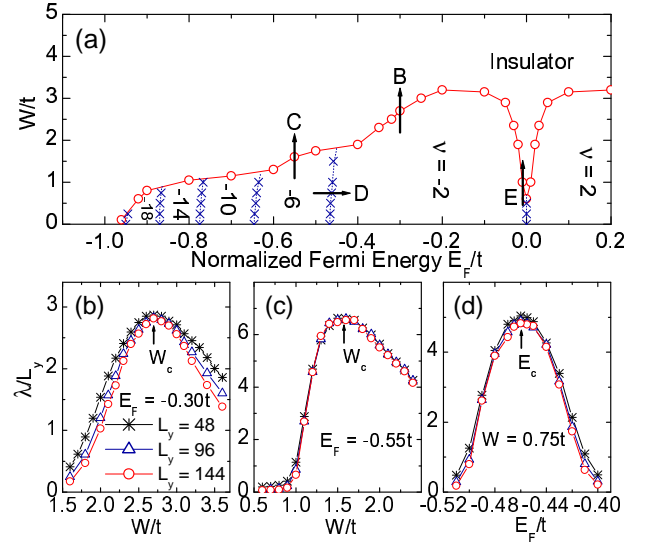 (a)
5
4
3
2
1
0
W/t
Insulator
B
C
D
E
-18
-14
-10
-6
ν = -2
ν = 2
-1.0 -0.8 -0.6 -0.4 -0.2 0.0 0.2
Normalized Fermi Energy E_F/t
(b) (c) (d)
λ/L_y
3
2
1
0
W_c
E_F = -0.30t
L_y = 48
L_y = 96
L_y = 144
1.5 2.0 2.5 3.0 3.5
W/t
6
4
2
0
W_c
E_F = -0.55t
0.5 1.0 1.5 2.0
W/t
4
2
0
E_c
W = 0.75t
-0.52 -0.48 -0.44 -0.40
E_F/t